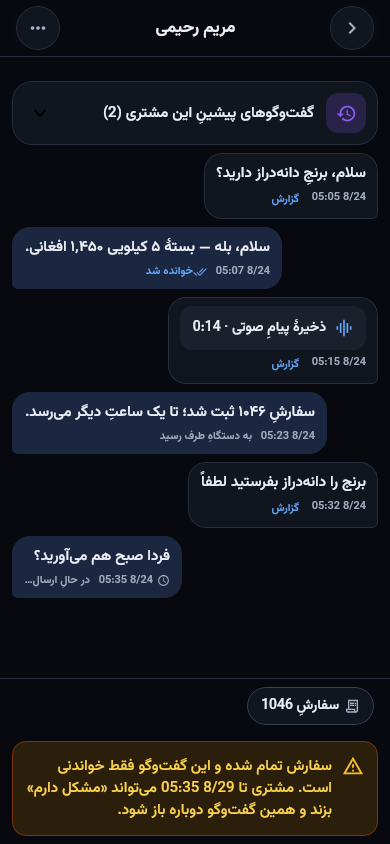 مریم رحیمی
گفت‌وگوهای پیشینِ این مشتری (2)
سلام، برنجِ دانه‌دراز دارید؟
8/24 05:05 گزارش
سلام، بله — بستهٔ ۵ کیلویی ۱,۴۵۰ افغانی.
8/24 05:07 خوانده شد
ذخیرهٔ پیامِ صوتی · 0:14
8/24 05:15 گزارش
سفارشِ ۱۰۴۶ ثبت شد؛ تا یک ساعتِ دیگر می‌رسد.
8/24 05:23 به دستگاهِ طرف رسید
برنج را دانه‌دراز بفرستید لطفاً
8/24 05:32 گزارش
فردا صبح هم می‌آورید؟
8/24 05:35 در حالِ ارسال…
سفارشِ 1046
سفارش تمام شده و این گفت‌وگو فقط خواندنی
است. مشتری تا 8/29 05:35 می‌تواند «مشکل دارم»
بزند و همین گفت‌وگو دوباره باز شود.